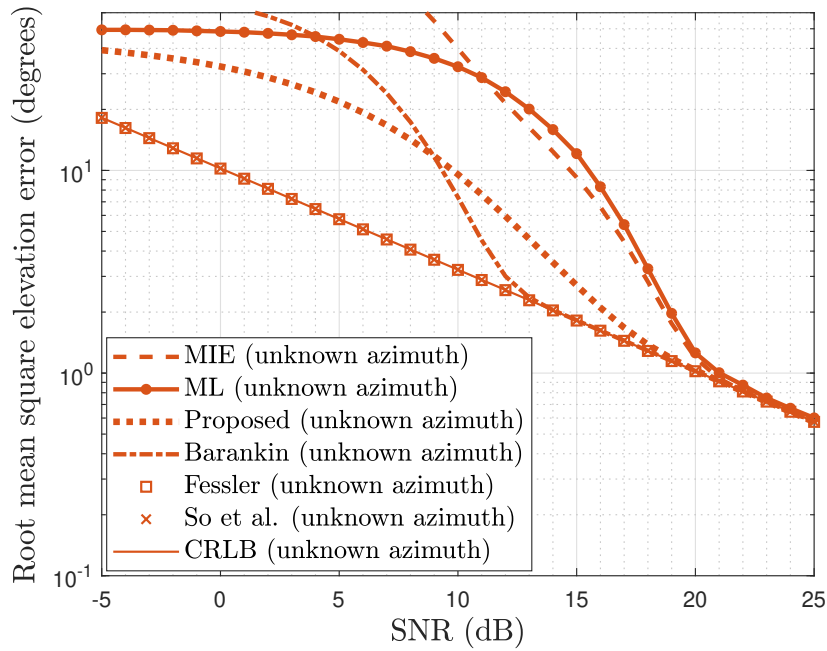 Root mean square elevation error (degrees)
10^1
10^0
10^-1
MIE (unknown azimuth)
ML (unknown azimuth)
Proposed (unknown azimuth)
Barankin (unknown azimuth)
Fessler (unknown azimuth)
So et al. (unknown azimuth)
CRLB (unknown azimuth)
-5 0 5 10 15 20 25
SNR (dB)